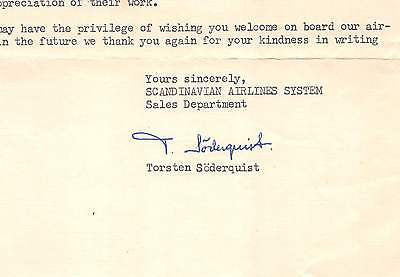 ppreciation of their work.
may have the privilege of wishing you welcome on board our air-
in the future we thank you again for your kindness in writing
Yours sincerely,
SCANDINAVIAN AIRLINES SYSTEM
Sales Department
T. Söderquist.
Torsten Söderquist